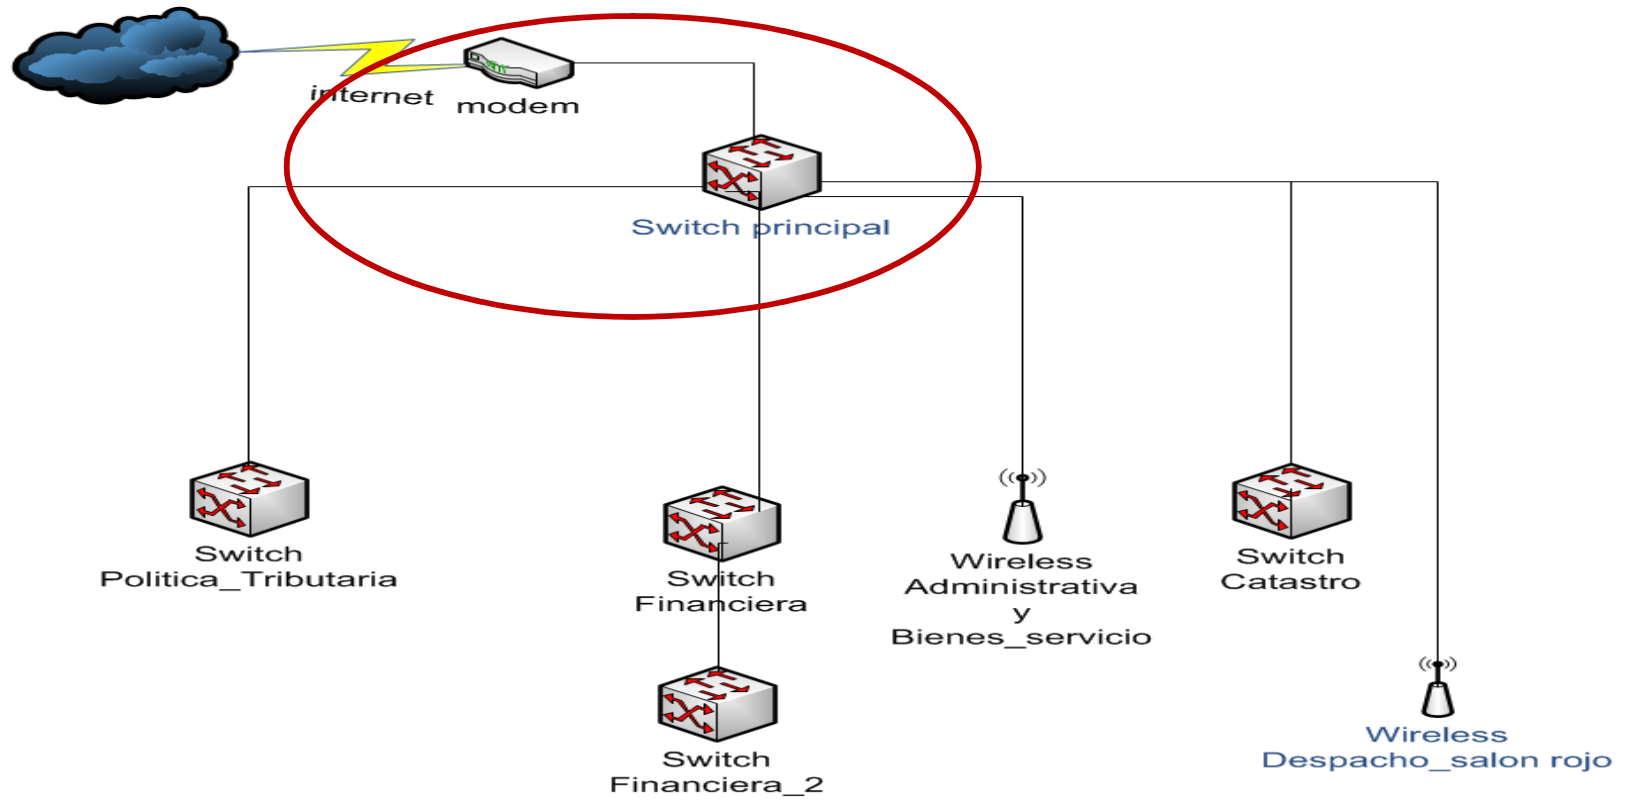 internet
modem
Switch principal
Switch
Politica_Tributaria
Switch
Financiera
Wireless
Administrativa
y
Bienes_servicio
Switch
Catastro
Switch
Financiera_2
Wireless
Despacho_salon rojo